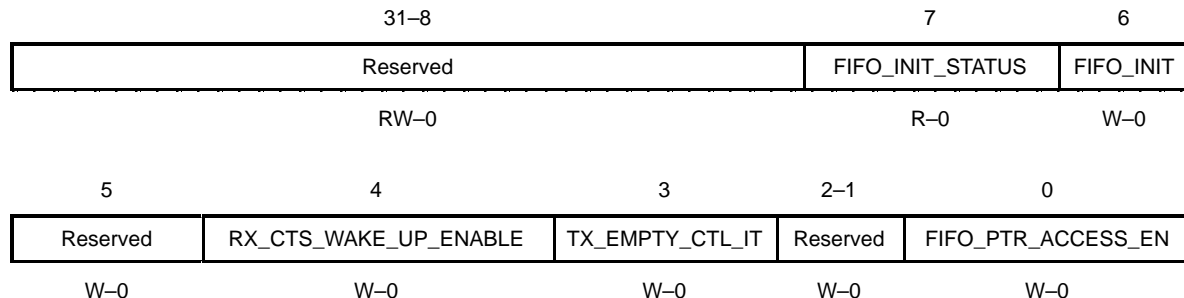 31–8 7 6
Reserved FIFO_INIT_STATUS FIFO_INIT
RW–0 R–0 W–0
5 4 3 2–1 0
Reserved RX_CTS_WAKE_UP_ENABLE TX_EMPTY_CTL_IT Reserved FIFO_PTR_ACCESS_EN
W–0 W–0 W–0 W–0 W–0